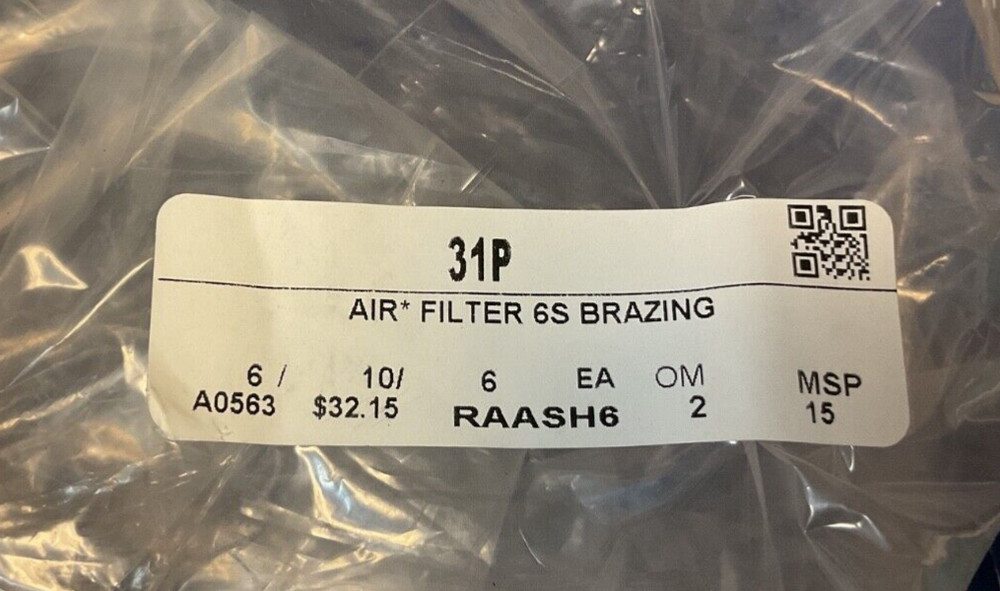 31P
AIR* FILTER 6S BRAZING
6 / 10/ 6 EA OM MSP
A0563 $32.15 RAASH6 2 15